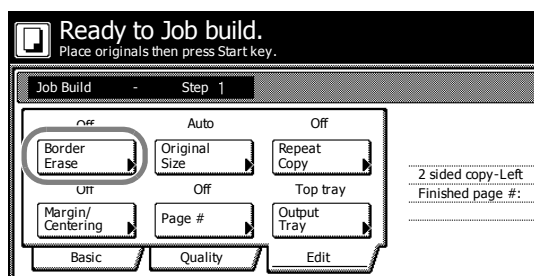 Ready to Job build.
Place originals then press Start key.
Job Build - Step 1
Off Auto Off
Border Erase
Original Size
Repeat Copy
2 sided copy-Left
Finished page #:
Off Off Top tray
Margin/ Centering
Page #
Output Tray
Basic Quality Edit